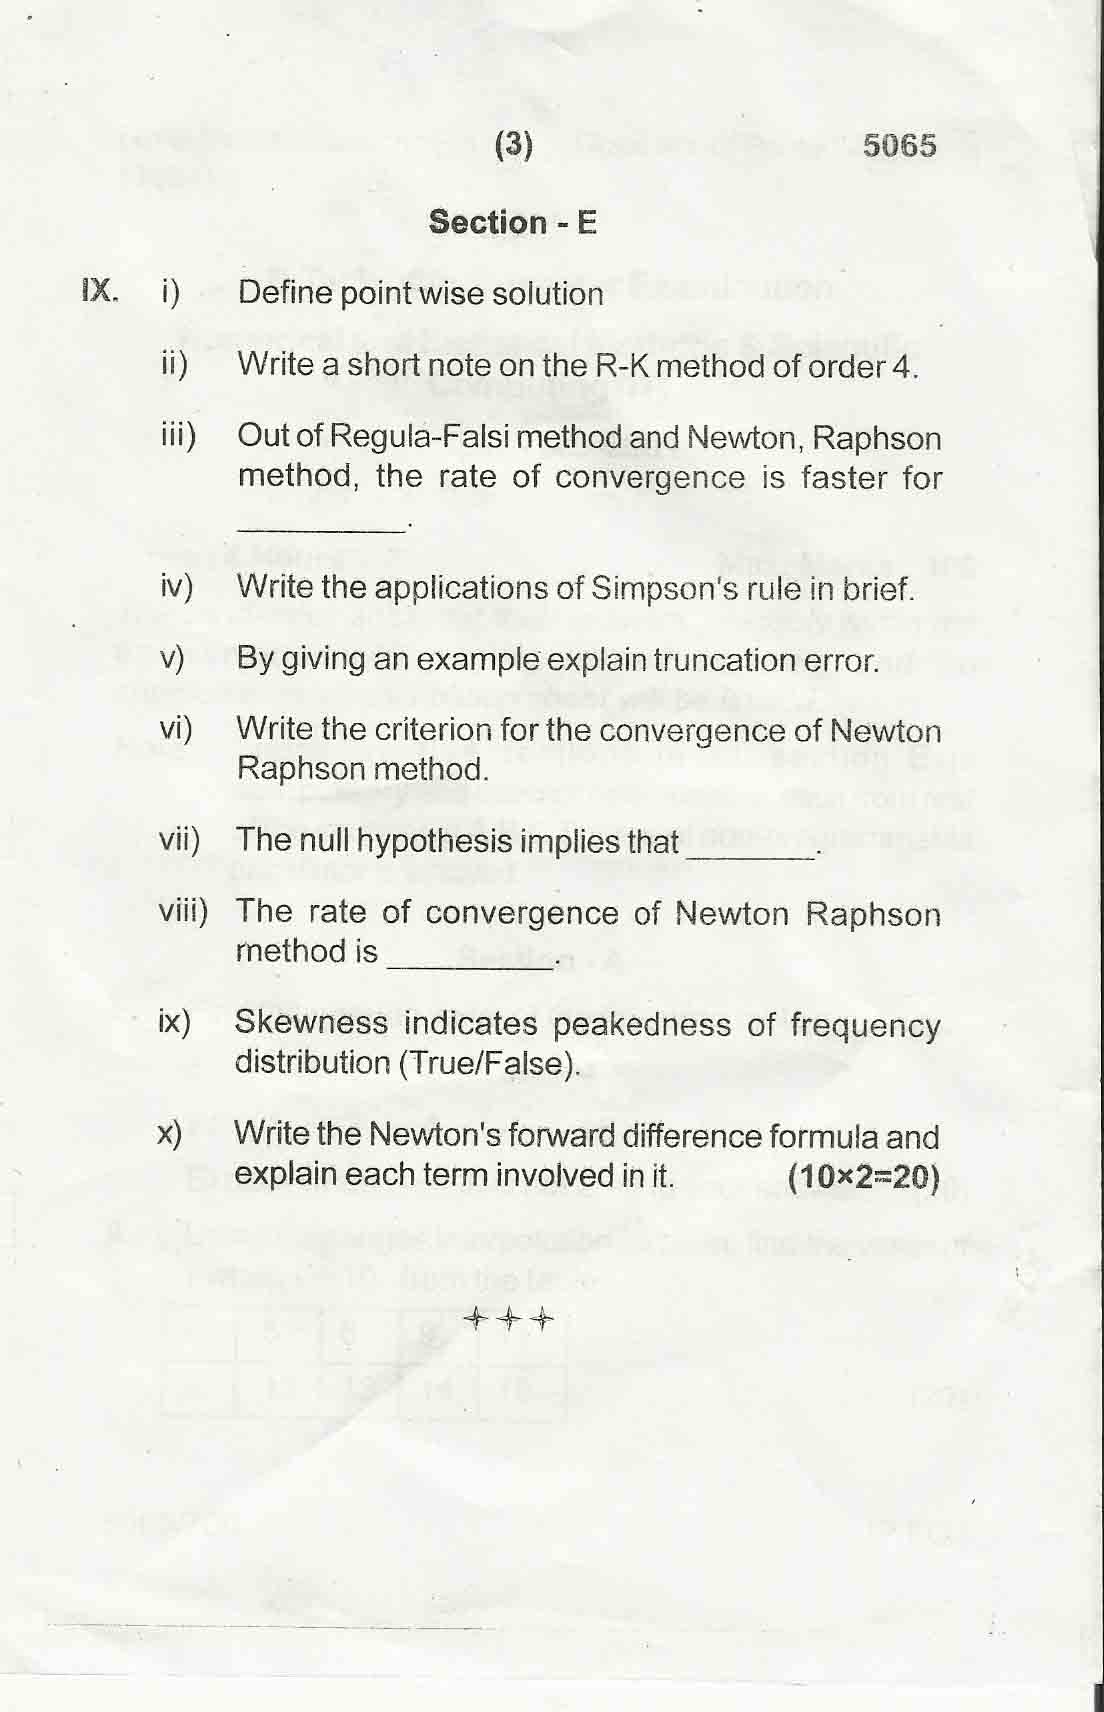 (3) 5065
Section - E
IX. i) Define point wise solution
ii) Write a short note on the R-K method of order 4.
iii) Out of Regula-Falsi method and Newton, Raphson
method, the rate of convergence is faster for
__________.
iv) Write the applications of Simpson's rule in brief.
v) By giving an example explain truncation error.
vi) Write the criterion for the convergence of Newton
Raphson method.
vii) The null hypothesis implies that ________.
viii) The rate of convergence of Newton Raphson
method is __________.
ix) Skewness indicates peakedness of frequency
distribution (True/False).
x) Write the Newton's forward difference formula and
explain each term involved in it. (10×2=20)